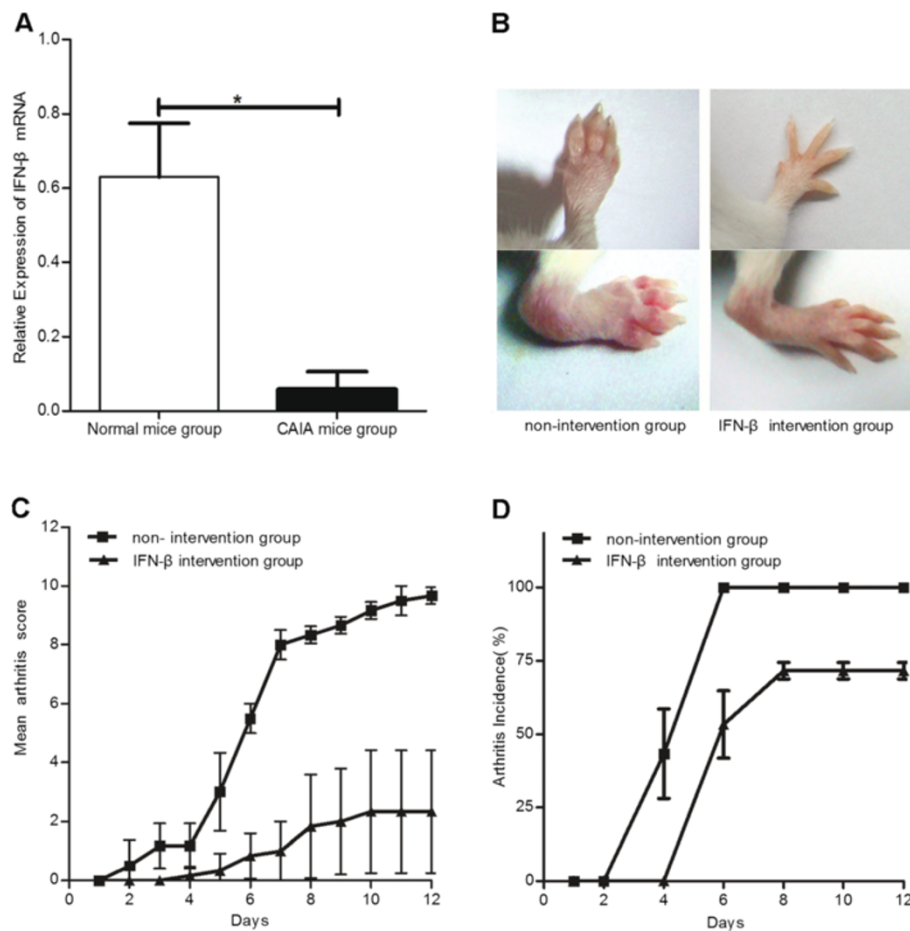 A
Relative Expression of IFN-β mRNA
1.0
0.8
0.6
0.4
0.2
0.0
*
Normal mice group
CAIA mice group
B
non-intervention group
IFN-β intervention group
C
non- intervention group
IFN-β intervention group
Mean arthritis score
12
10
8
6
4
2
0
0 2 4 6 8 10 12
Days
D
non-intervention group
IFN-β intervention group
Arthritis Incidence( %)
100
75
50
25
0
0 2 4 6 8 10 12
Days